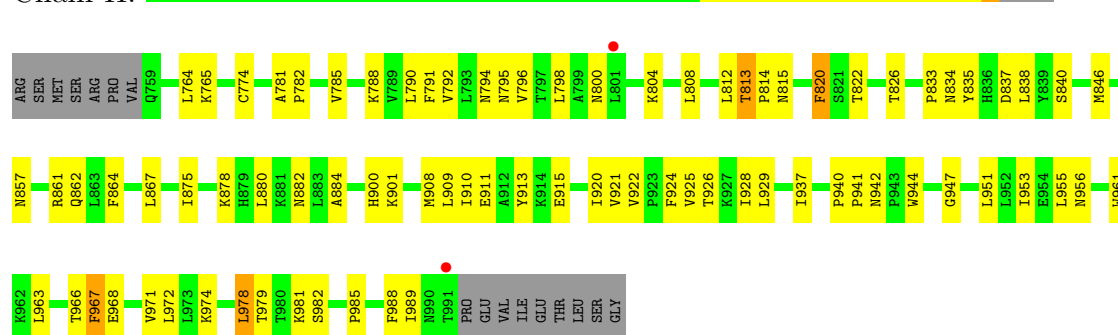 ARG SER MET SER ARG PRO VAL Q759 L764 K765 C774 A781 P782 V785 K788 V789 L790 F791 V792 L793 N794 N795 V796 T797 L798 A799 N800 L801 K804 L808 L812 T813 P814 N815 F820 S821 T822 T826 P833 N834 Y835 H836 D837 L838 Y839 S840 M846
N857 R861 Q862 L863 F864 L867 I875 K878 H879 L880 K881 N882 L883 A884 H900 K901 M908 L909 I910 E911 A912 Y913 K914 E915 I920 V921 V922 P923 F924 V925 T926 K927 I928 L929 I937 P940 P941 N942 P943 W944 G947 L951 L952 I953 E954 L955 N956 W961
K962 L963 T966 F967 E968 V971 L972 L973 K974 L978 T979 T980 K981 S982 P985 F988 I989 N990 T991 PRO GLU VAL ILE GLU THR LEU SER GLY